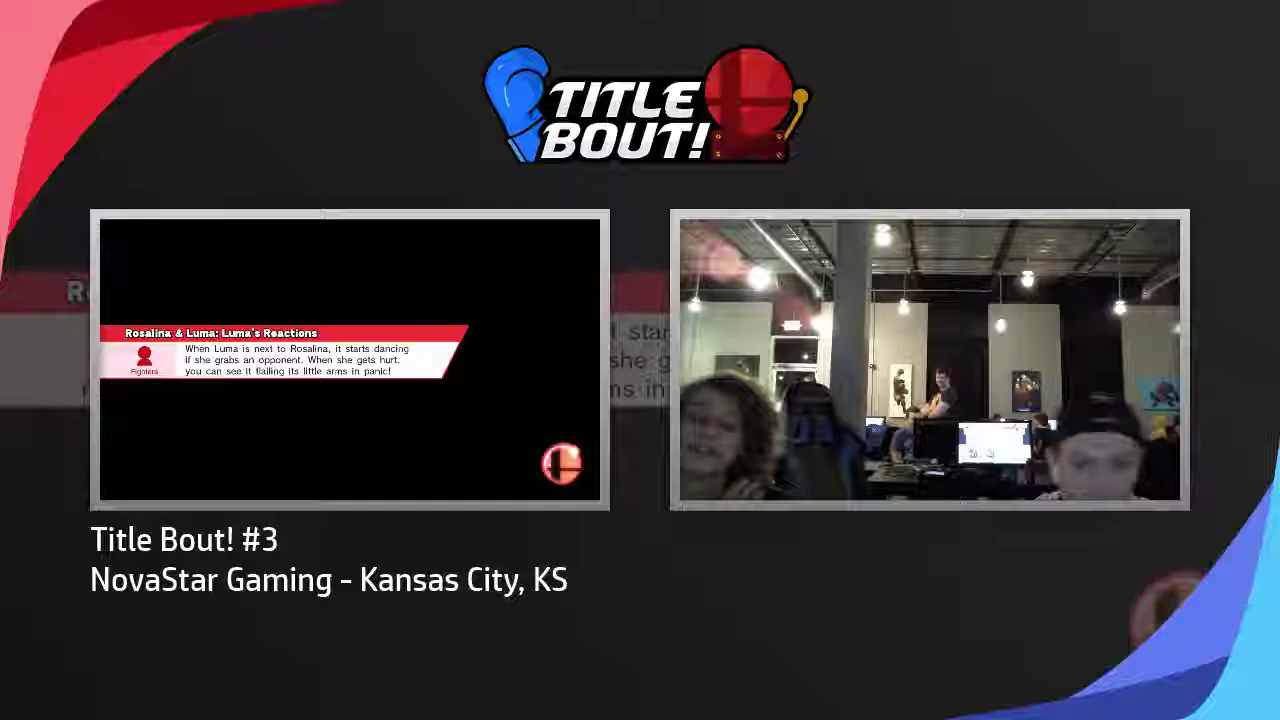 TITLE
BOUT!
Rosalina & Luma: Luma's Reactions
When Luma is next to Rosalina, it starts dancing
if she grabs an opponent. When she gets hurt,
you can see it flailing its little arms in panic!
Fighters
Title Bout! #3
NovaStar Gaming - Kansas City, KS